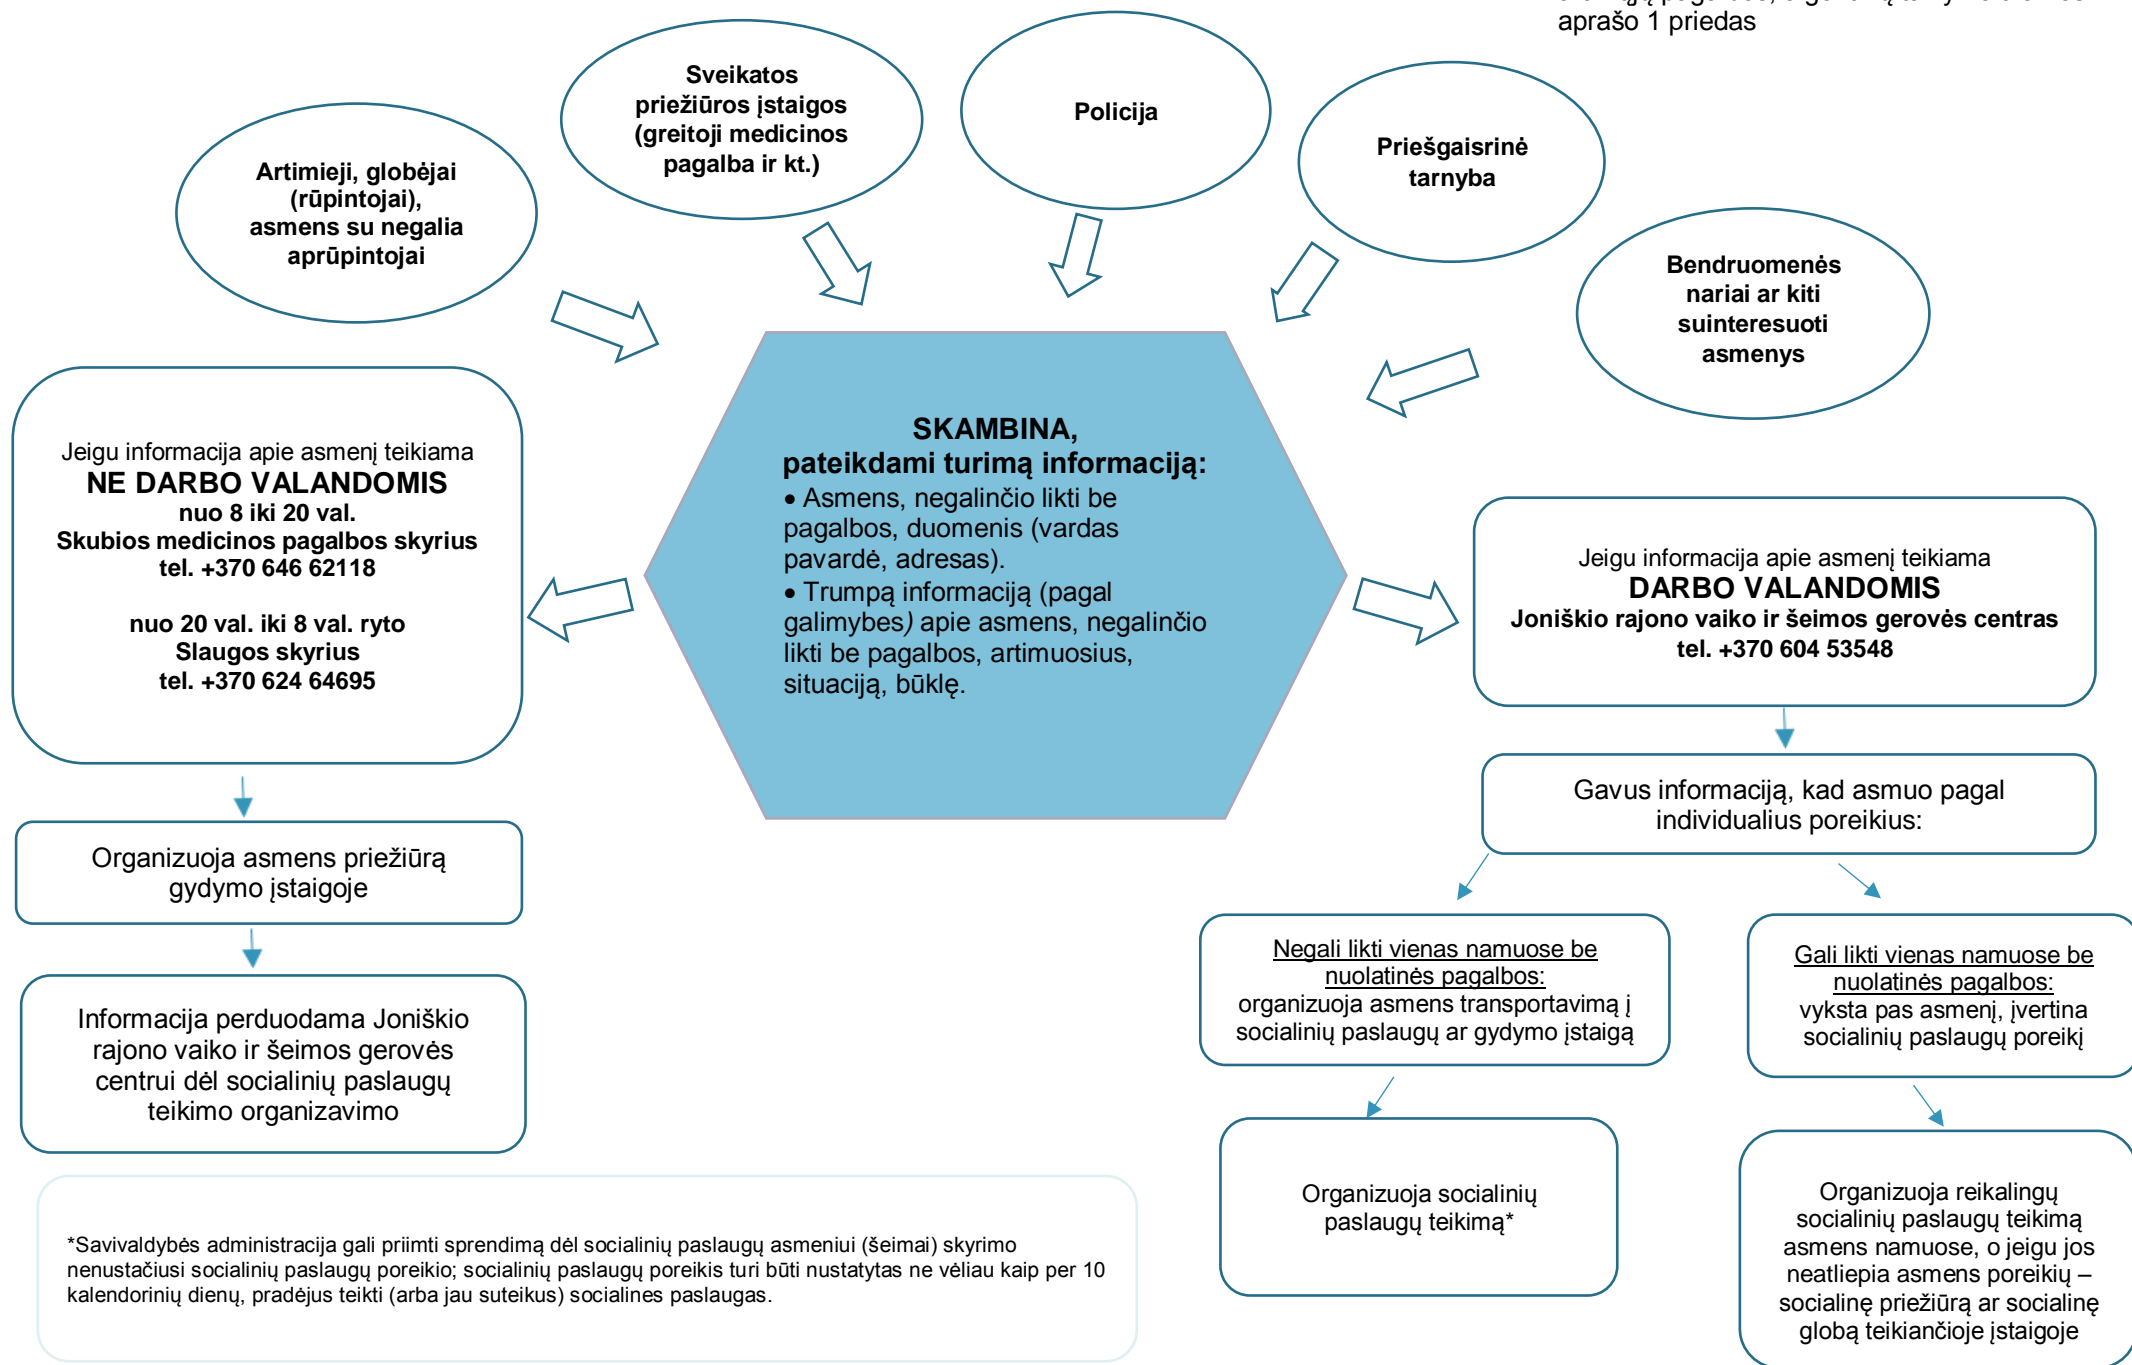 aprašo 1 priedas
Sveikatos
priežiūros įstaigos
(greitoji medicinos
pagalba ir kt.)
Policija
Priešgaisrinė
tarnyba
Artimieji, globėjai
(rūpintojai),
asmens su negalia
aprūpintojai
Bendruomenės
nariai ar kiti
suinteresuoti
asmenys
SKAMBINA,
pateikdami turimą informaciją:
• Asmens, negalinčio likti be
pagalbos, duomenis (vardas
pavardė, adresas).
• Trumpą informaciją (pagal
galimybes) apie asmens, negalinčio
likti be pagalbos, artimuosius,
situaciją, būklę.
Jeigu informacija apie asmenį teikiama
NE DARBO VALANDOMIS
nuo 8 iki 20 val.
Skubios medicinos pagalbos skyrius
tel. +370 646 62118
nuo 20 val. iki 8 val. ryto
Slaugos skyrius
tel. +370 624 64695
Jeigu informacija apie asmenį teikiama
DARBO VALANDOMIS
Joniškio rajono vaiko ir šeimos gerovės centras
tel. +370 604 53548
Gavus informaciją, kad asmuo pagal
individualius poreikius:
Organizuoja asmens priežiūrą
gydymo įstaigoje
Informacija perduodama Joniškio
rajono vaiko ir šeimos gerovės
centrui dėl socialinių paslaugų
teikimo organizavimo
Negali likti vienas namuose be
nuolatinės pagalbos:
organizuoja asmens transportavimą į
socialinių paslaugų ar gydymo įstaigą
Gali likti vienas namuose be
nuolatinės pagalbos:
vyksta pas asmenį, įvertina
socialinių paslaugų poreikį
Organizuoja socialinių
paslaugų teikimą*
Organizuoja reikalingų
socialinių paslaugų teikimą
asmens namuose, o jeigu jos
neatliepia asmens poreikių –
socialinę priežiūrą ar socialinę
globą teikiančioje įstaigoje
*Savivaldybės administracija gali priimti sprendimą dėl socialinių paslaugų asmeniui (šeimai) skyrimo
nenustačiusi socialinių paslaugų poreikio; socialinių paslaugų poreikis turi būti nustatytas ne vėliau kaip per 10
kalendorinių dienų, pradėjus teikti (arba jau suteikus) socialines paslaugas.